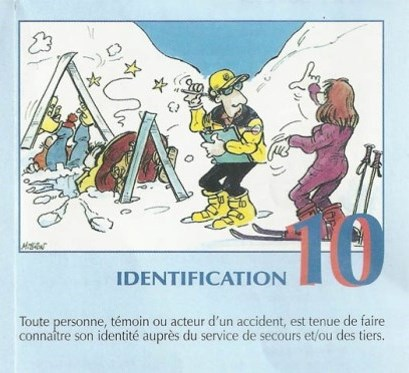 IDENTIFICATION 10
Toute personne, témoin ou acteur d'un accident, est tenue de faire
connaître son identité auprès du service de secours et/ou des tiers.